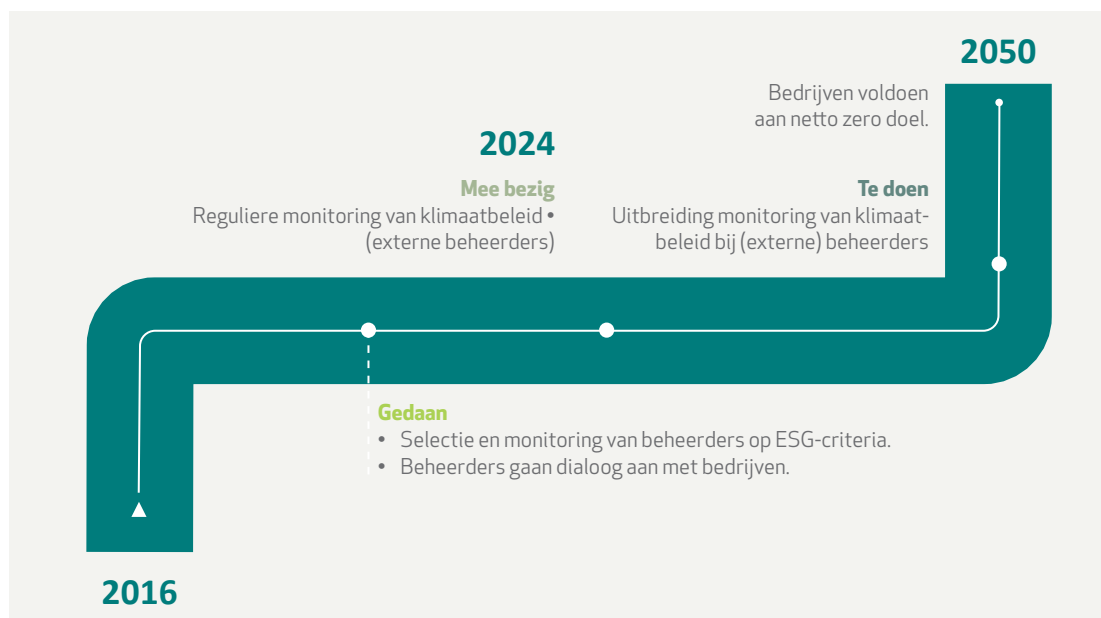 2050
Bedrijven voldoen
aan netto zero doel.
2024
Mee bezig
Reguliere monitoring van klimaatbeleid •
(externe beheerders)
Te doen
Uitbreiding monitoring van klimaat-
beleid bij (externe) beheerders
Gedaan
• Selectie en monitoring van beheerders op ESG-criteria.
• Beheerders gaan dialoog aan met bedrijven.
2016